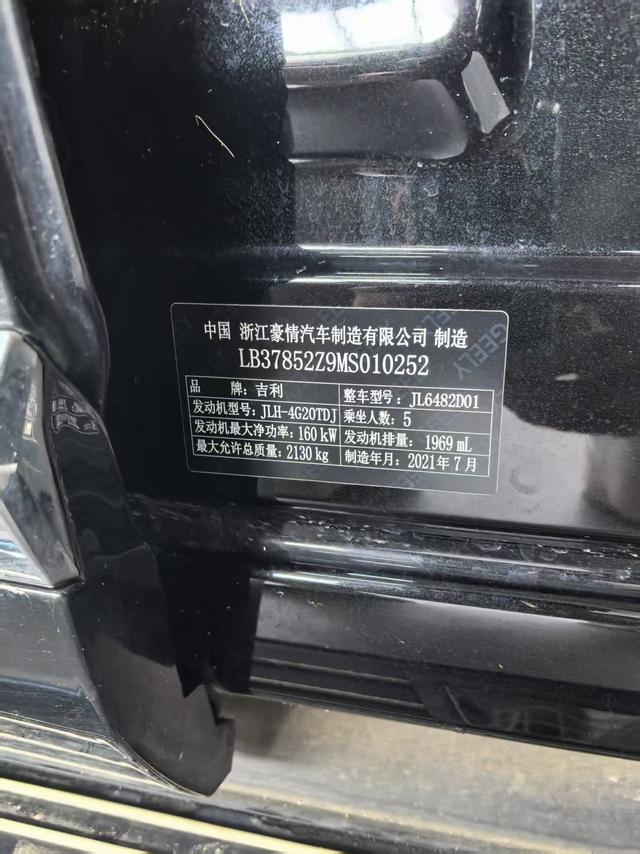 中国 浙江豪情汽车制造有限公司 制造
LB37852Z9MS010252
品牌：吉利 整车型号：JL6482D01
发动机型号：JLH-4G20TDJ 乘坐人数：5
发动机最大净功率：160 kW 发动机排量：1969 mL
最大允许总质量：2130 kg 制造年月：2021年7月
GEELY
GEELY